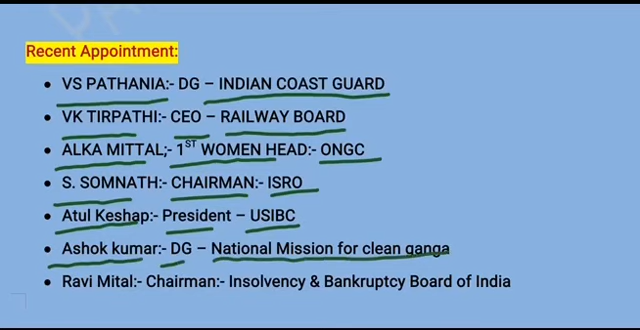 Recent Appointment:
• VS PATHANIA:- DG – INDIAN COAST GUARD
• VK TIRPATHI:- CEO – RAILWAY BOARD
• ALKA MITTAL;- 1ST WOMEN HEAD:- ONGC
• S. SOMNATH:- CHAIRMAN:- ISRO
• Atul Keshap:- President – USIBC
• Ashok kumar:- DG – National Mission for clean ganga
• Ravi Mital:- Chairman:- Insolvency & Bankruptcy Board of India